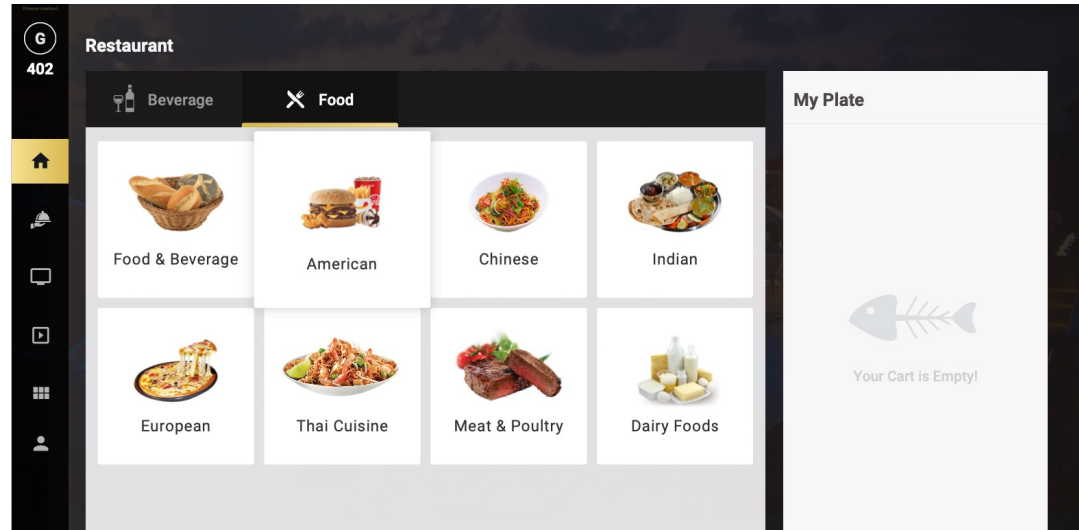 G
402
Restaurant
Beverage
Food
My Plate
Food & Beverage
American
Chinese
Indian
European
Thai Cuisine
Meat & Poultry
Dairy Foods
Your Cart is Empty!